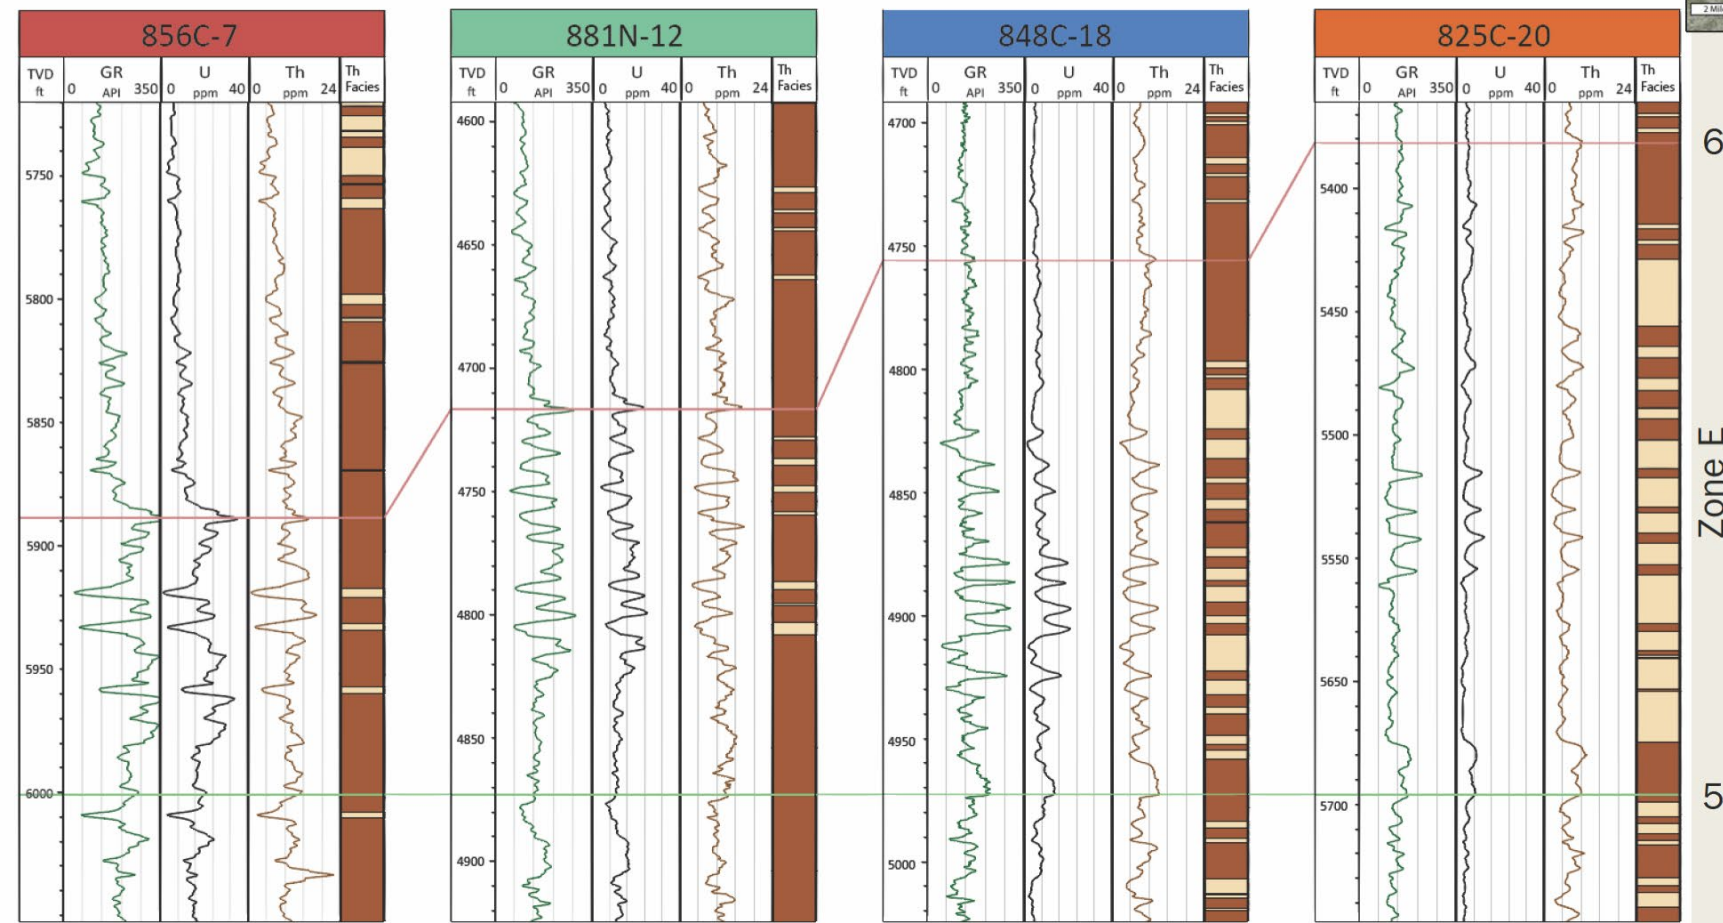 856C-7
881N-12
848C-18
825C-20
2 Mil
TVD GR U Th Th
ft 0 API 350 0 ppm 40 0 ppm 24 Facies
TVD GR U Th Th
ft 0 API 350 0 ppm 40 0 ppm 24 Facies
TVD GR U Th Th
ft 0 API 350 0 ppm 40 0 ppm 24 Facies
TVD GR U Th Th
ft 0 API 350 0 ppm 40 0 ppm 24 Facies
5750
5800
5850
5900
5950
6000
4600
4650
4700
4750
4800
4850
4900
4700
4750
4800
4850
4900
4950
5000
5400
5450
5500
5550
5650
5700
6
Zone E
5